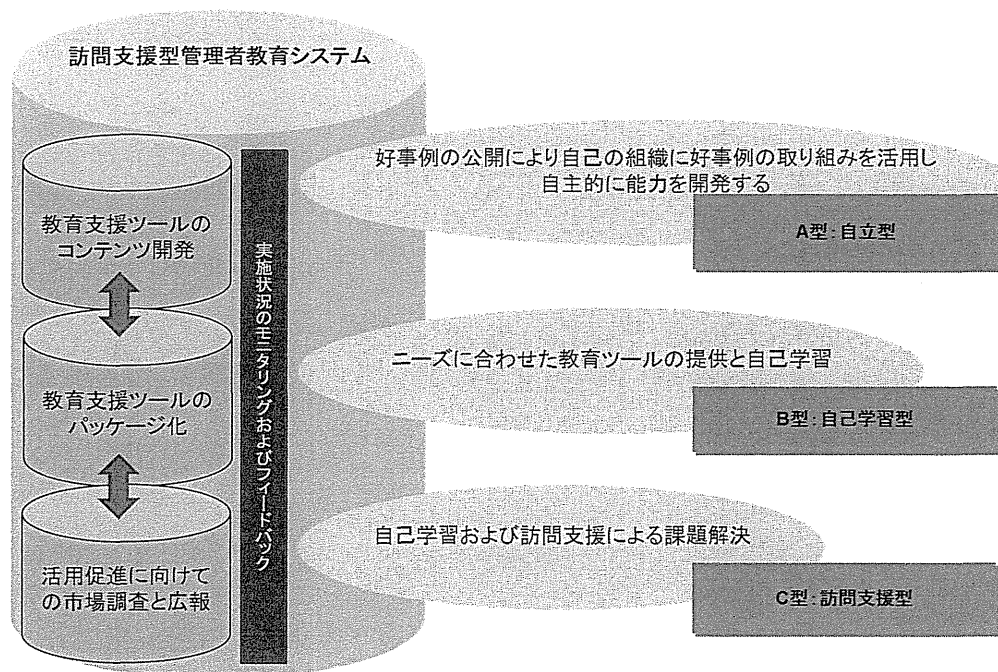 訪問支援型管理者教育システム
教育支援ツールの
コンテンツ開発
教育支援ツールの
パッケージ化
活用促進に向けて
の市場調査と広報
実施状況のモニタリングおよびフィードバック
好事例の公開により自己の組織に好事例の取り組みを活用し
自主的に能力を開発する
A型：自立型
ニーズに合わせた教育ツールの提供と自己学習
B型：自己学習型
自己学習および訪問支援による課題解決
C型：訪問支援型